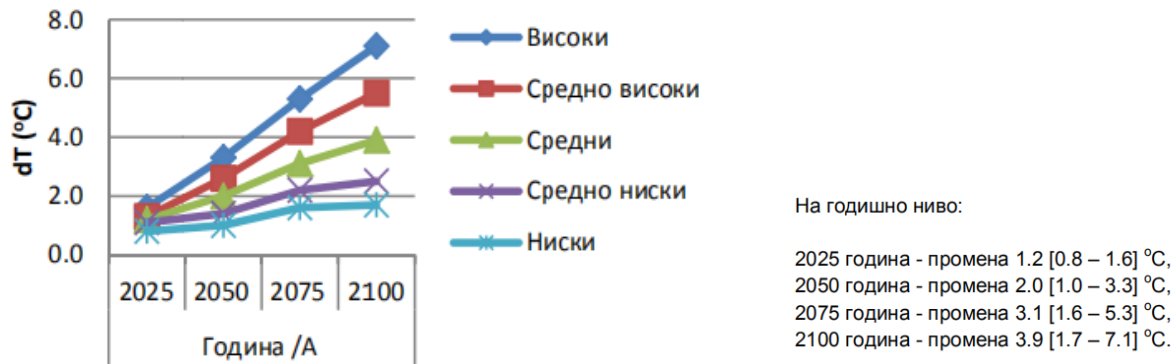 8.0
6.0
4.0
2.0
0.0
dT (°C)
2025 2050 2075 2100
Година /А
Високи
Средно високи
Средни
Средно ниски
Ниски
На годишно ниво:
2025 година - промена 1.2 [0.8 – 1.6] °C,
2050 година - промена 2.0 [1.0 – 3.3] °C,
2075 година - промена 3.1 [1.6 – 5.3] °C,
2100 година - промена 3.9 [1.7 – 7.1] °C.